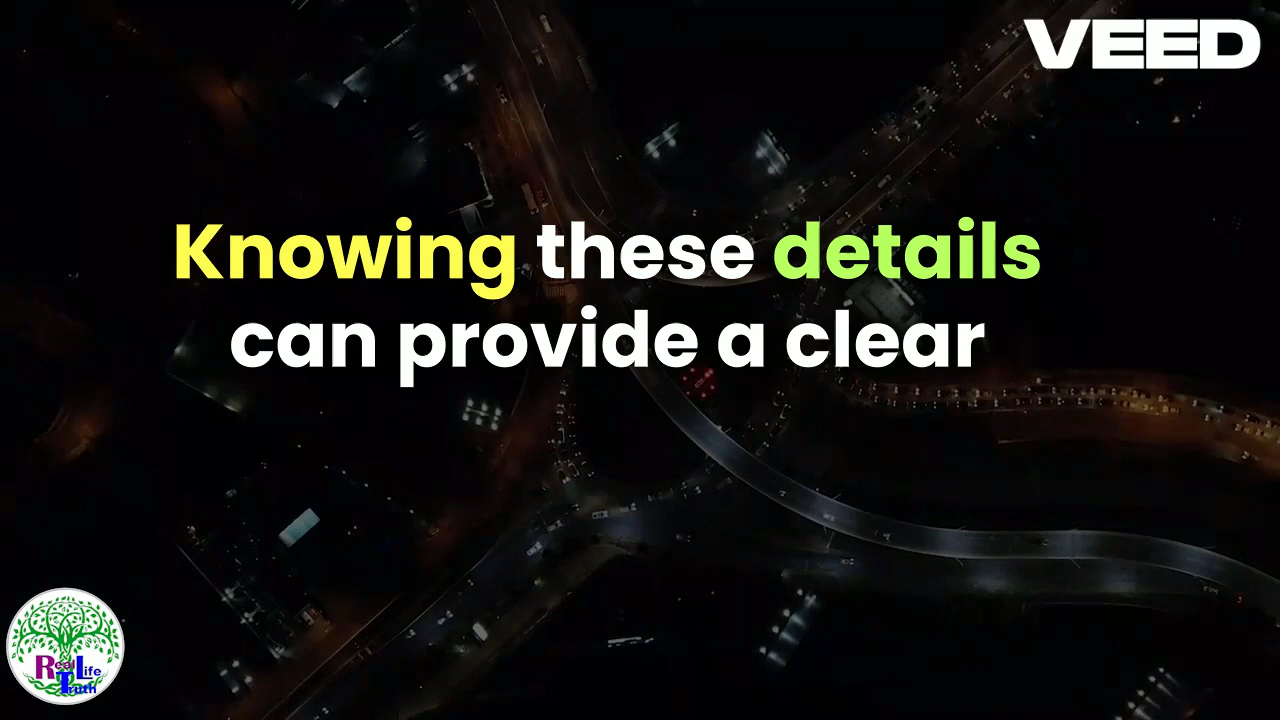 VEED
Knowing these details
can provide a clear
Real Life
Truth